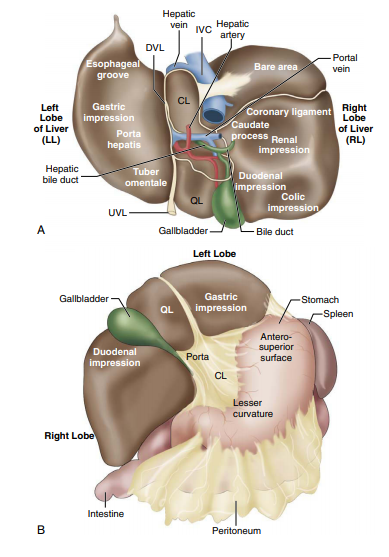 Hepatic
vein
IVC
Hepatic
artery
DVL
Portal
vein
Esophageal
groove
Bare area
Left
Lobe
of Liver
(LL)
Gastric
impression
CL
Coronary ligament
Right
Lobe
of Liver
(RL)
Porta
hepatis
Caudate
process
Renal
impression
Hepatic
bile duct
Tuber
omentale
Duodenal
impression
QL
Colic
impression
UVL
A
Gallbladder
Bile duct
Left Lobe
Gallbladder
QL
Gastric
impression
Stomach
Spleen
Antero-
superior
surface
Duodenal
impression
Porta
CL
Lesser
curvature
Right Lobe
Intestine
B
Peritoneum